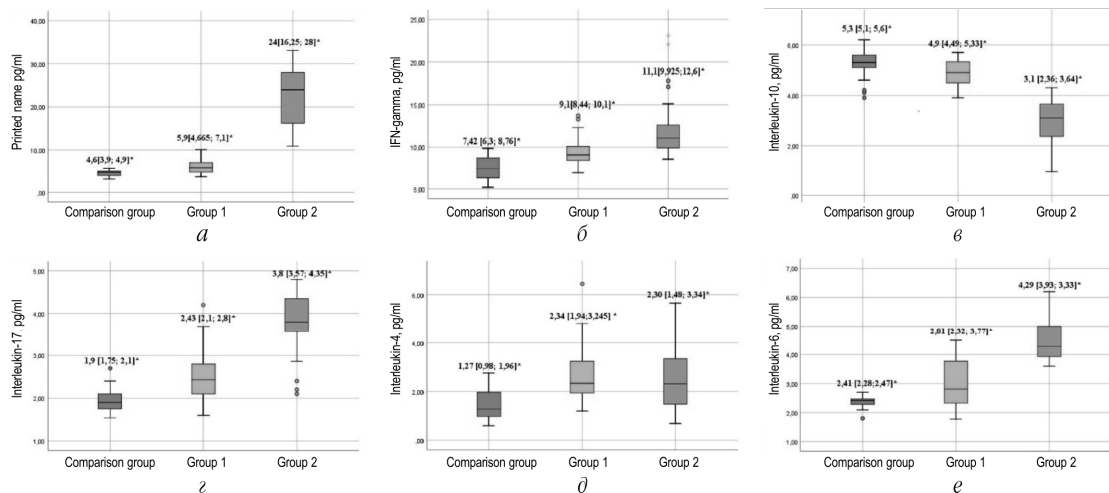 Printed name pg/ml
40,00
30,00
20,00
10,00
,00
4,6[3,9; 4,9]*
5,9[4,665; 7,1]*
24[16,25; 28]*
Comparison group Group 1 Group 2
а
IFN-gamma, pg/ml
25,00
20,00
15,00
10,00
5,00
7,42 [6,3; 8,76]*
9,1[8,44; 10,1]*
11,1[9,925;12,6]*
Comparison group Group 1 Group 2
б
Interleukin-10, pg/ml
6,00
4,00
2,00
,00
5,3 [5,1; 5,6]*
4,9 [4,49; 5,33]*
3,1 [2,36; 3,64]*
Comparison group Group 1 Group 2
в
Interleukin-17. pg/ml
5,00
4,00
3,00
2,00
1,00
1,9 [1,75; 2,1]*
2,43 [2,1; 2,8]*
3,8 [3,57; 4,35]*
Comparison group Group 1 Group 2
г
Interleukin-4, pg/ml
6,00
4,00
2,00
,00
1,27 [0,98; 1,96]*
2,34 [1,94;3,245] *
2,30 [1,48; 3,34]*
Comparison group Group 1 Group 2
д
Interleukin-6, pg/ml
7,00
6,00
5,00
4,00
3,00
2,00
1,00
2,41 [2,28;2,47]*
2,81 [2,32; 3,77]*
4,29 [3,93; 3,33]*
Comparison group Group 1 Group 2
е